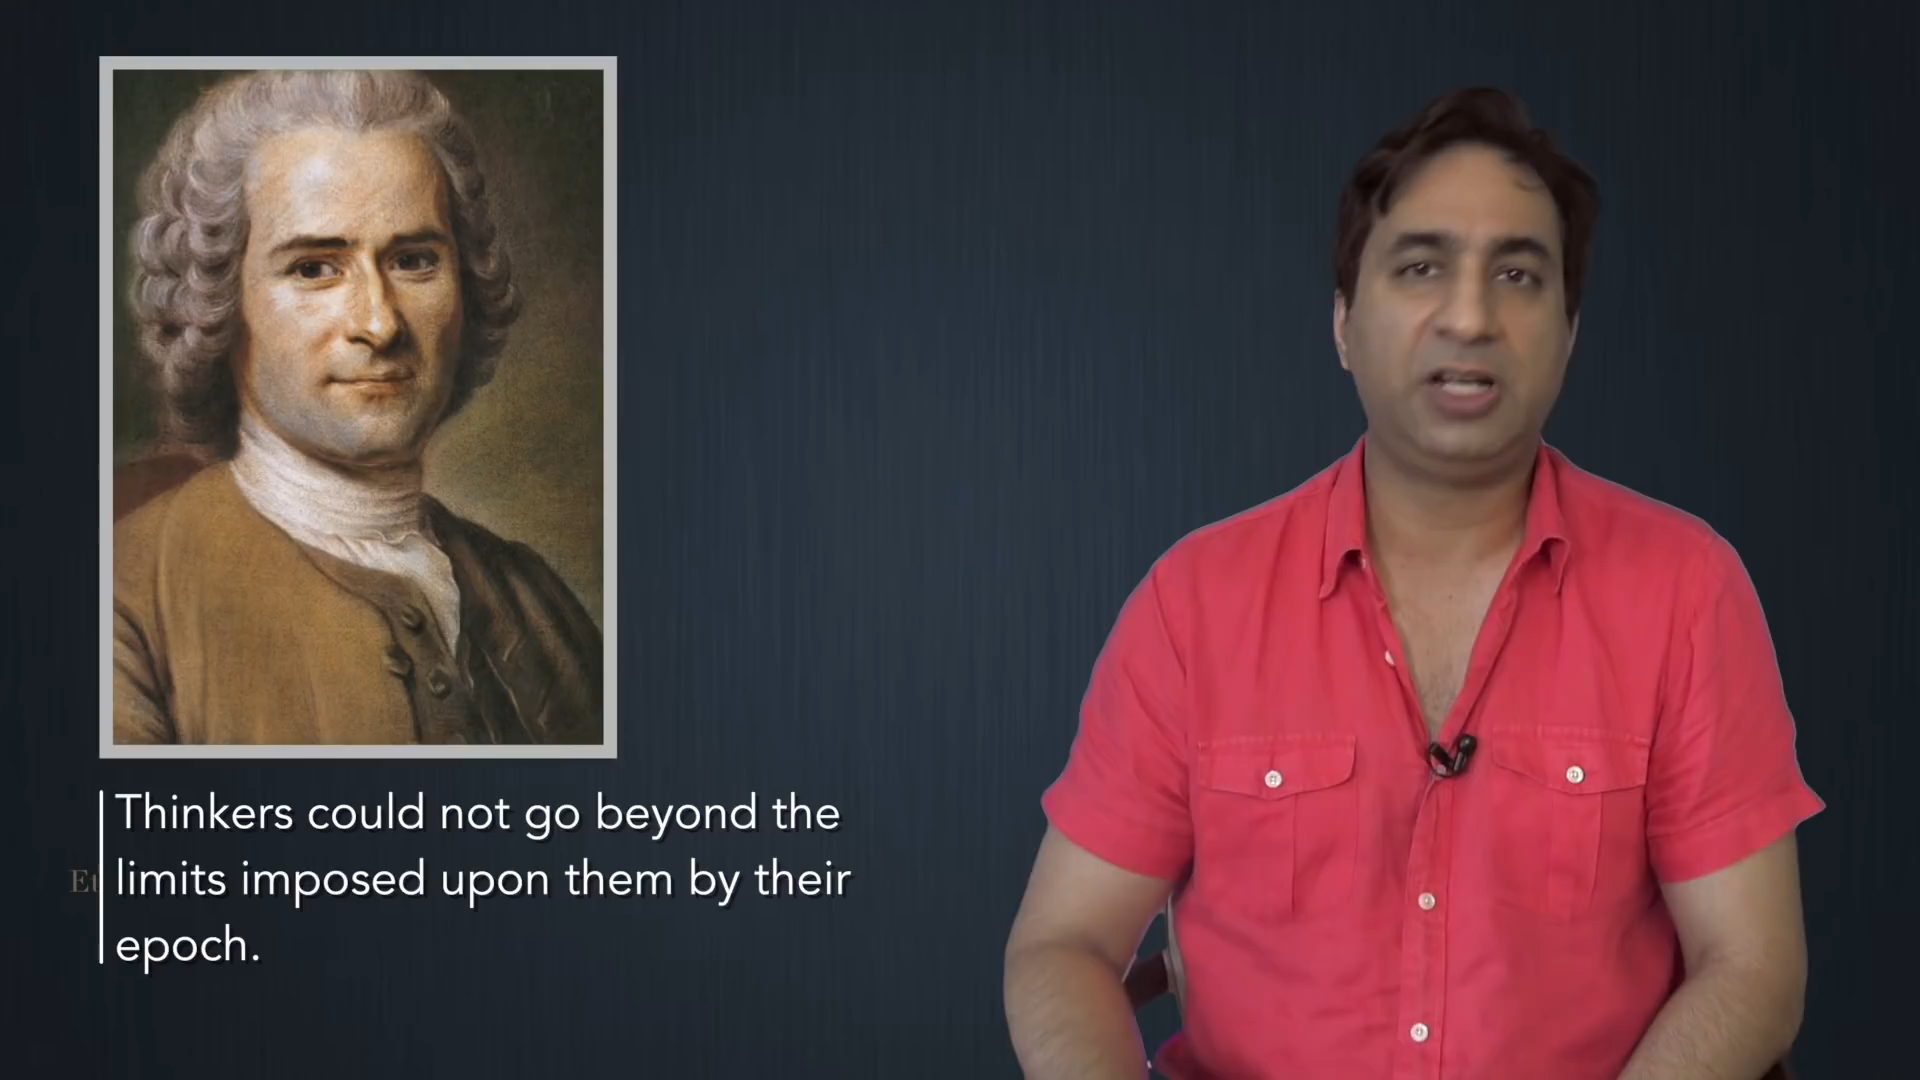 Thinkers could not go beyond the
limits imposed upon them by their
epoch.